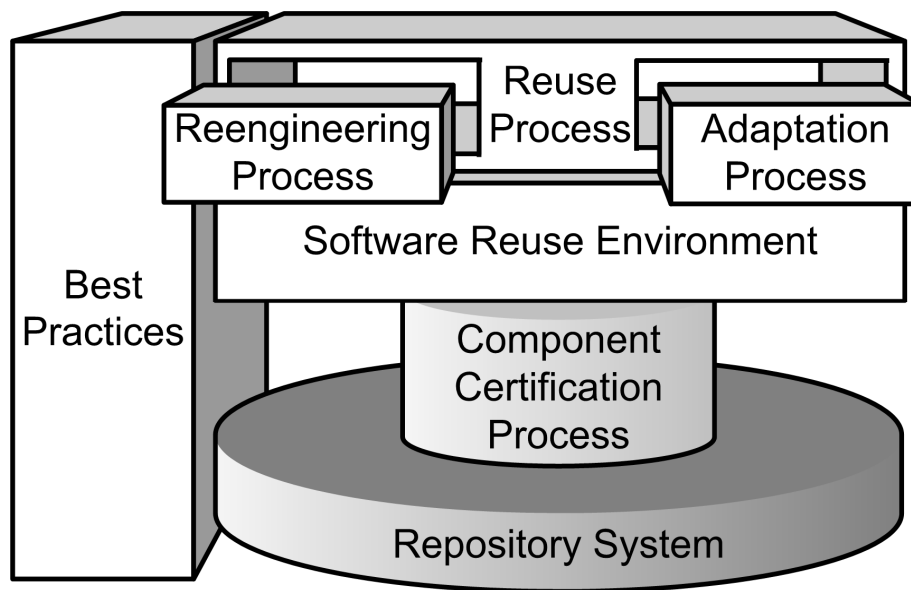 Reuse
Process
Reengineering
Process
Adaptation
Process
Software Reuse Environment
Best
Practices
Component
Certification
Process
Repository System